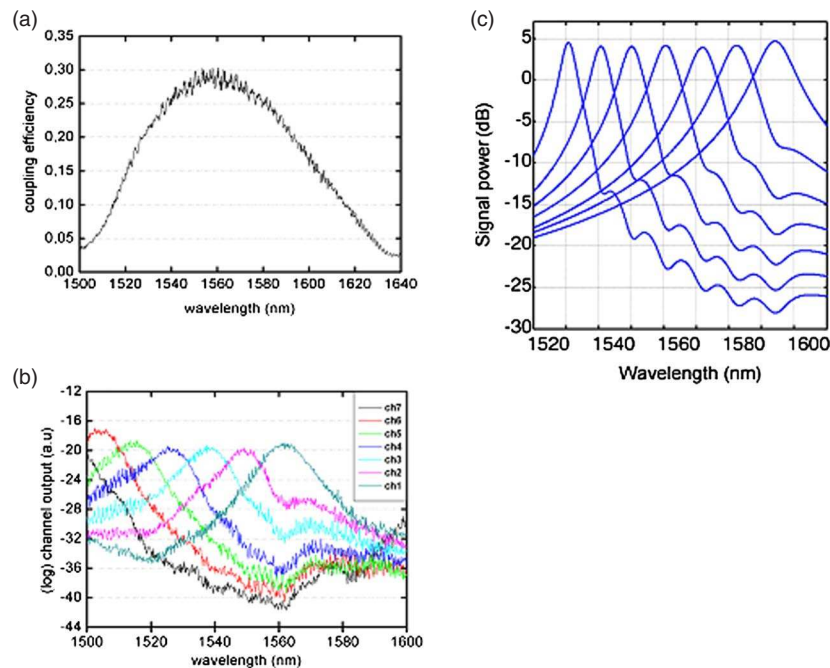 (a)
coupling efficiency
0,35
0,30
0,25
0,20
0,15
0,10
0,05
0,00
1500 1520 1540 1560 1580 1600 1620 1640
wavelength (nm)
(b)
(log) channel output (a.u)
-12
-16
-20
-24
-28
-32
-36
-40
-44
ch7
ch6
ch5
ch4
ch3
ch2
ch1
1500 1520 1540 1560 1580 1600
wavelength (nm)
(c)
Signal power (dB)
5
0
-5
-10
-15
-20
-25
-30
1520 1540 1560 1580 1600
Wavelength (nm)